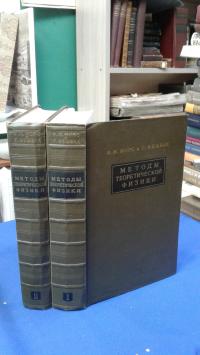 Ф. М. МОРС и Г. ФЕШБАХ
МЕТОДЫ
ТЕОРЕТИЧЕСКОЙ
ФИЗИКИ
МЕТОДЫ
ТЕОРЕТИЧЕСКОЙ
ФИЗИКИ
II
МЕТОДЫ
ТЕОРЕТИЧЕСКОЙ
ФИЗИКИ
I